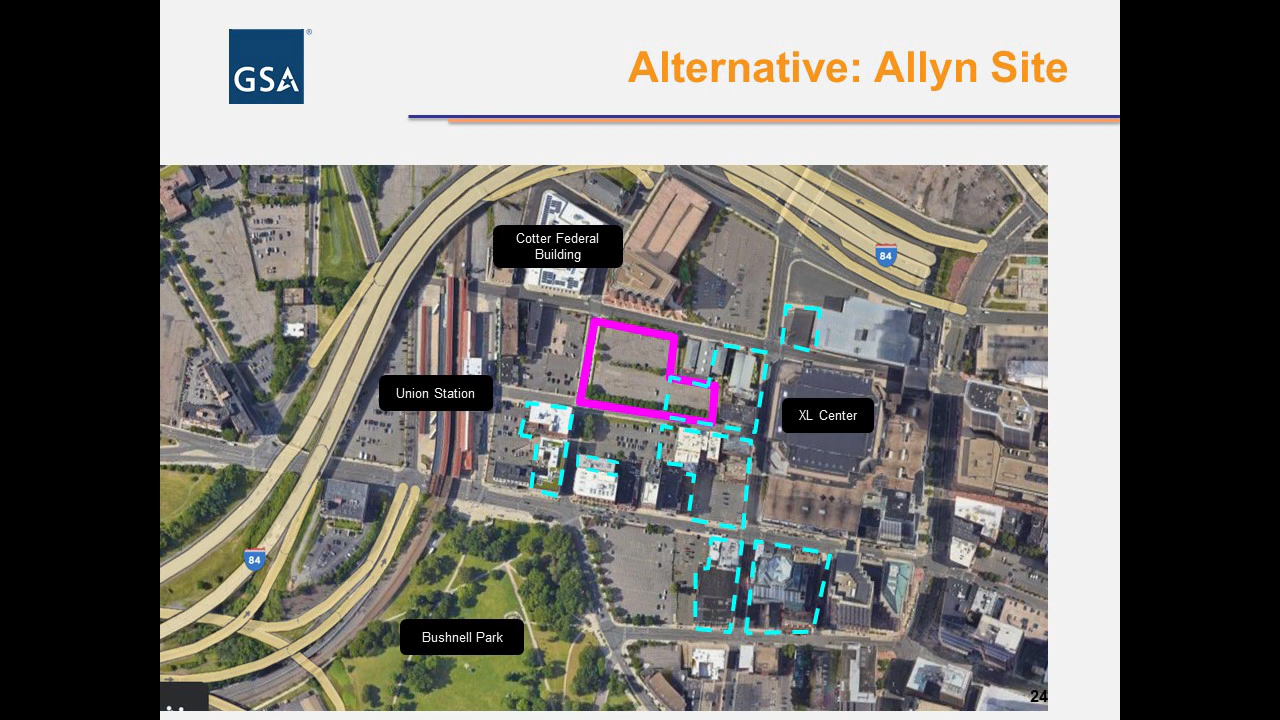 GSA
®
Alternative: Allyn Site
Cotter Federal
Building
84
Union Station
XL Center
84
Bushnell Park
24